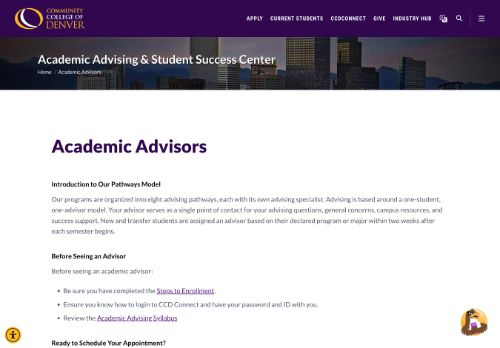 COMMUNITY
COLLEGE OF
DENVER
APPLY CURRENT STUDENTS CCDCONNECT GIVE INDUSTRY HUB
Academic Advising & Student Success Center
Home / Academic Advisors
Academic Advisors
Introduction to Our Pathways Model
Our programs are organized into eight advising pathways, each with its own advising specialist. Advising is based around a one-student,
one-advisor model. Your advisor serves as a single point of contact for your advising questions, general concerns, campus resources, and
success support. New and transfer students are assigned an advisor based on their declared program or major within two weeks after
each semester begins.
Before Seeing an Advisor
Before seeing an academic advisor:
• Be sure you have completed the Steps to Enrollment.
• Ensure you know how to login to CCD Connect and have your password and ID with you.
• Review the Academic Advising Syllabus
Ready to Schedule Your Appointment?